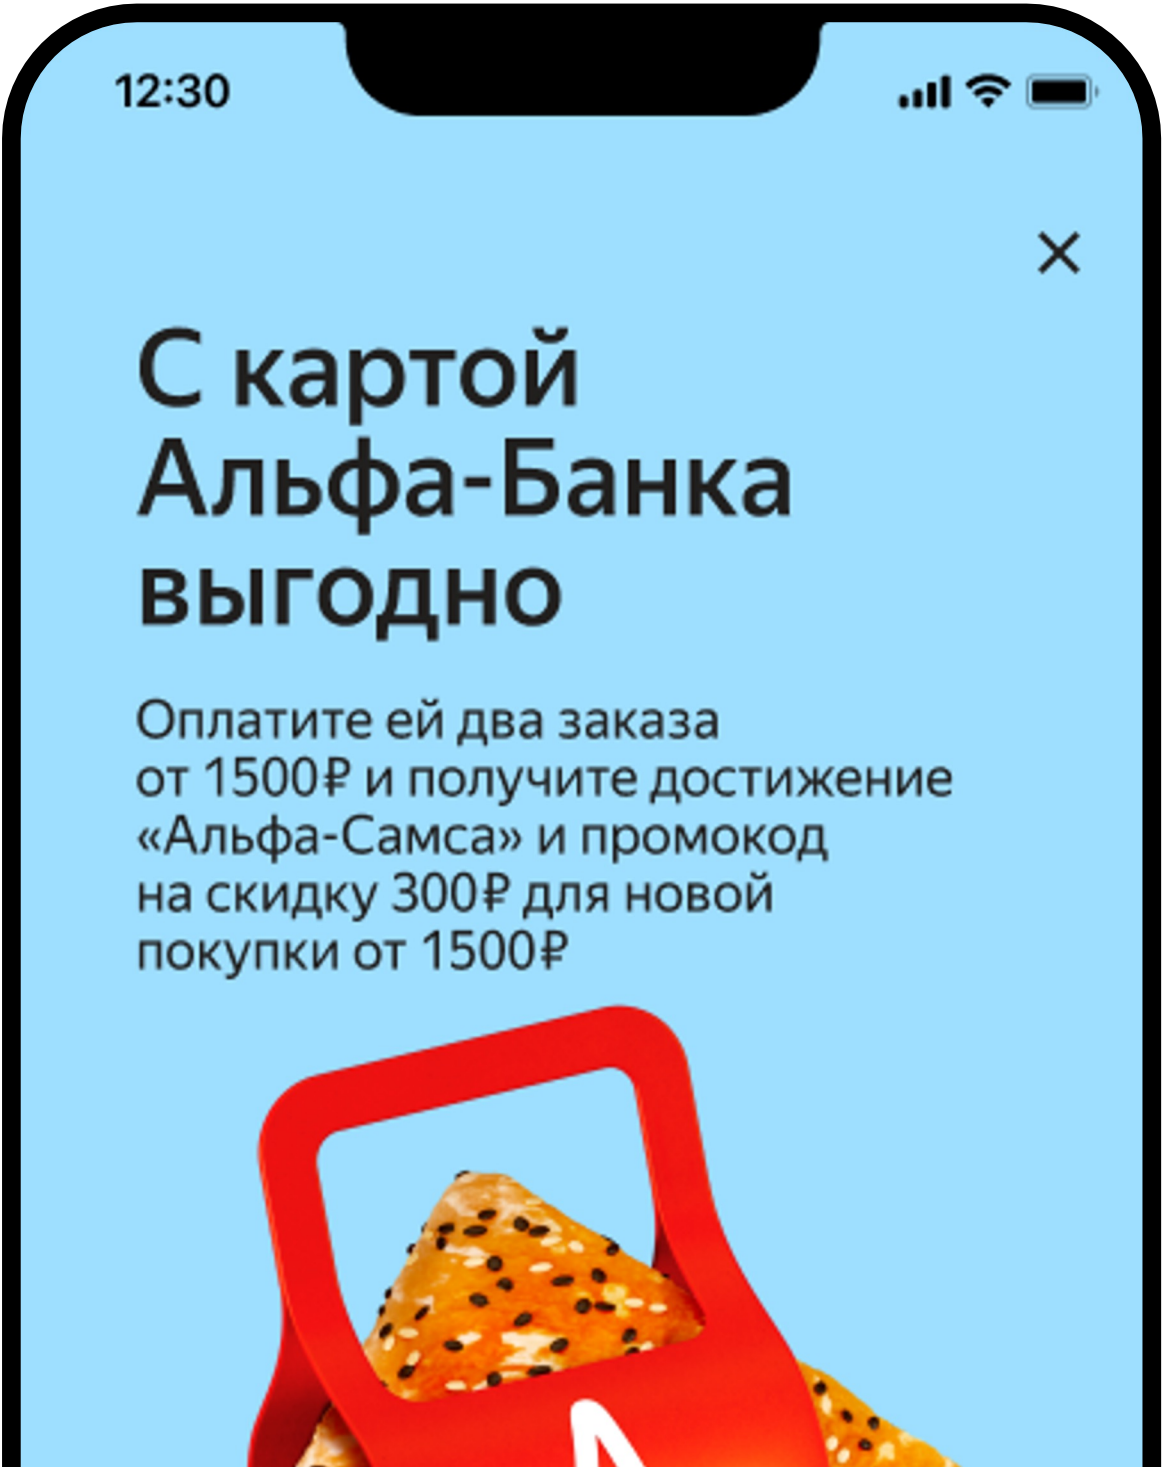 12:30
С картой
Альфа-Банка
выгодно
Оплатите ей два заказа
от 1500₽ и получите достижение
«Альфа-Самса» и промокод
на скидку 300₽ для новой
покупки от 1500₽